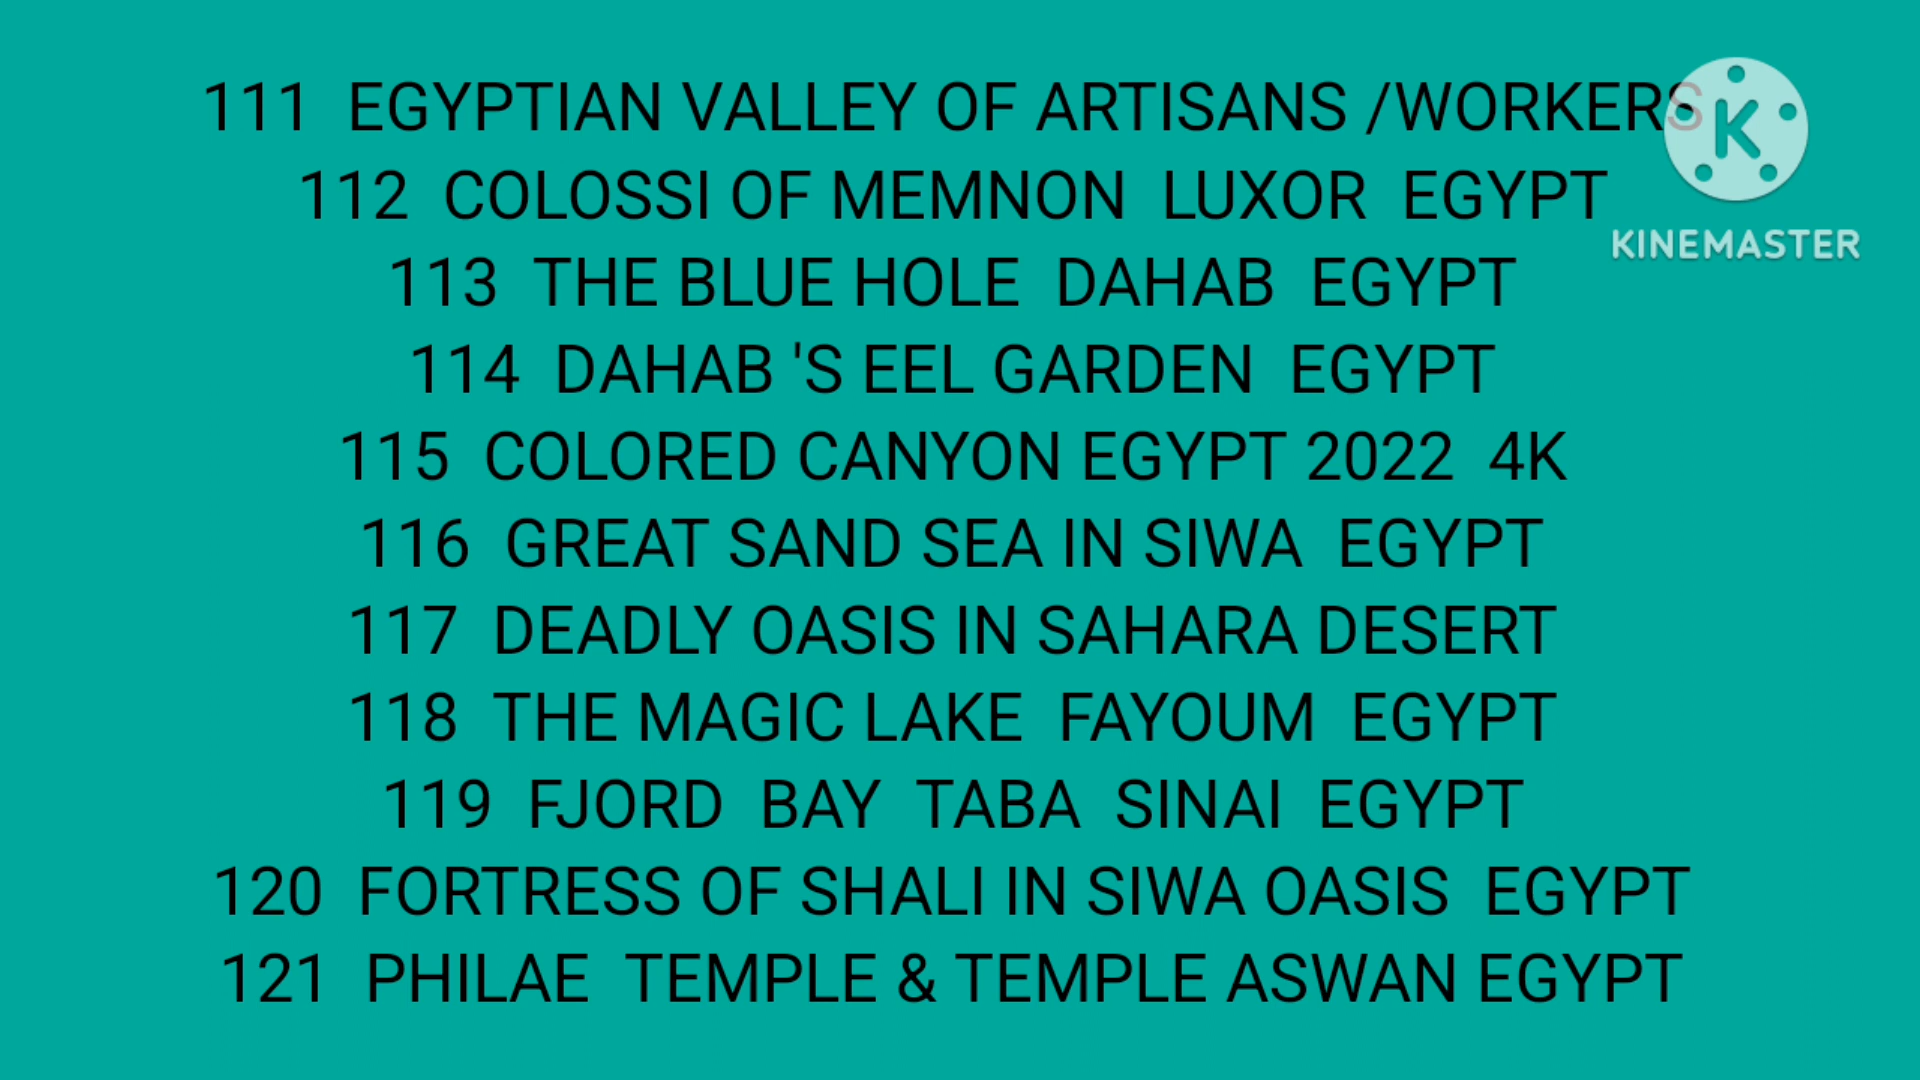 111  EGYPTIAN VALLEY OF ARTISANS /WORKERS
112  COLOSSI OF MEMNON  LUXOR  EGYPT
113  THE BLUE HOLE  DAHAB  EGYPT
114  DAHAB 'S EEL GARDEN  EGYPT
115  COLORED CANYON EGYPT 2022  4K
116  GREAT SAND SEA IN SIWA  EGYPT
117  DEADLY OASIS IN SAHARA DESERT
118  THE MAGIC LAKE  FAYOUM  EGYPT
119  FJORD  BAY  TABA  SINAI  EGYPT
120  FORTRESS OF SHALI IN SIWA OASIS  EGYPT
121  PHILAE  TEMPLE & TEMPLE ASWAN EGYPT
K
KINEMASTER